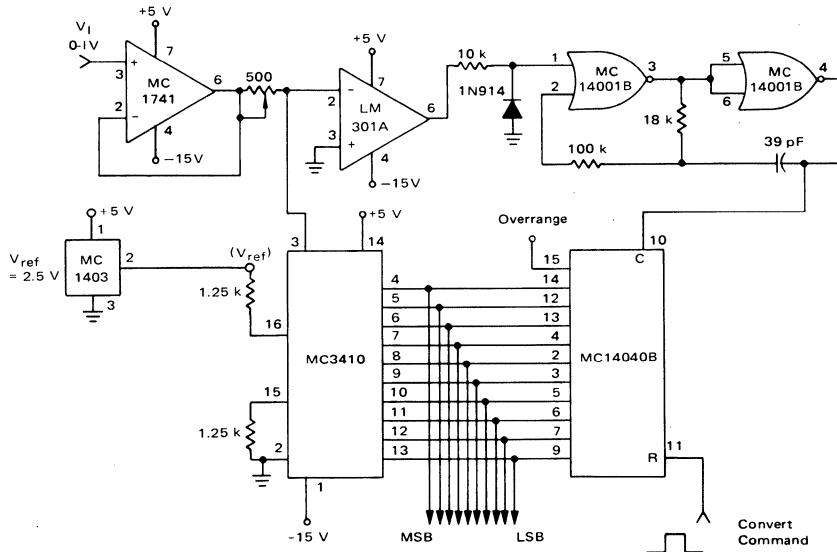 V_I
0-1V
+5 V
7
3
+
MC
1741
6
2
−
4
−15V
500
+5 V
7
2
−
LM
301A
6
3
+
4
−15V
10 k
1N914
1
2
MC
14001B
3
18 k
100 k
5
6
MC
14001B
4
39 pF
+5 V
1
V_ref
= 2.5 V
MC
1403
2
3
(V_ref)
1.25 k
16
15
1.25 k
2
3
+5 V
14
MC3410
1
-15 V
4
5
6
7
8
9
10
11
12
13
MSB
LSB
Overrange
15
14
12
13
4
2
3
5
6
7
9
10
C
MC14040B
R
11
Convert
Command